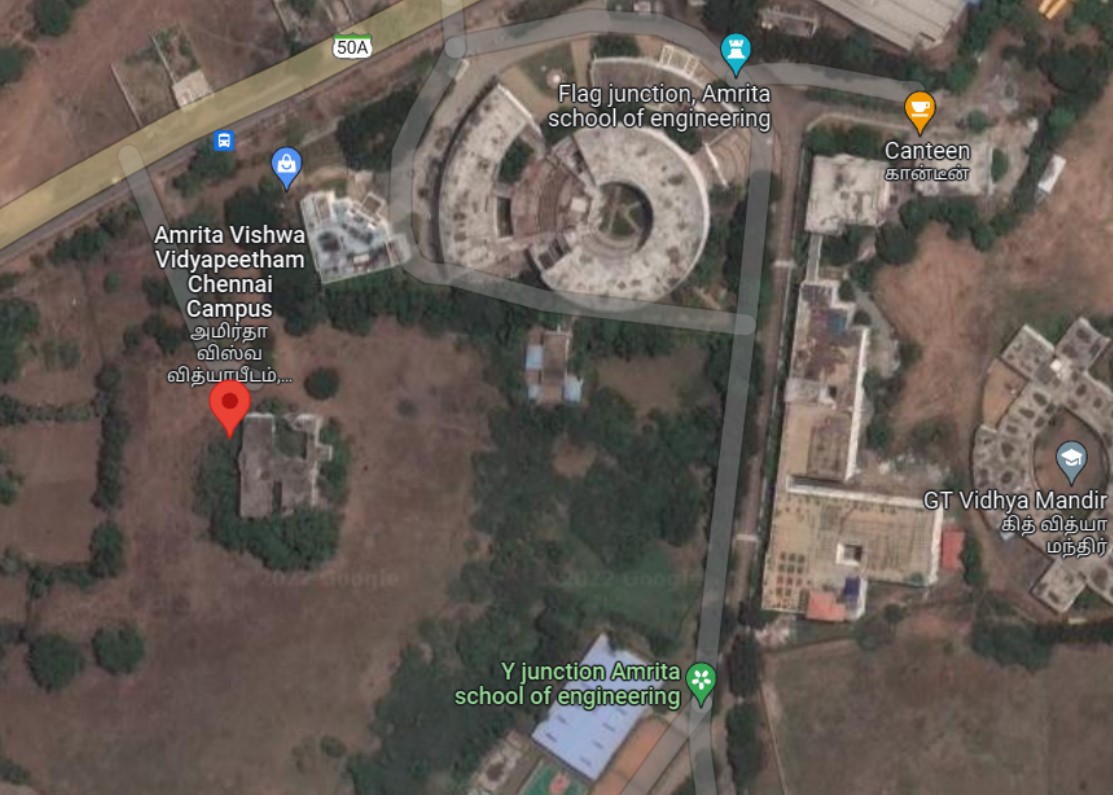 50A
Flag junction, Amrita
school of engineering
Canteen
கான்டீன்
Amrita Vishwa
Vidyapeetham
Chennai
Campus
அமிர்தா
விஸ்வ
வித்யாபீடம்,...
GT Vidhya Mandir
கித் வித்யா
மந்திர்
© 2022 Google
2022 Google
Y junction Amrita
school of engineering